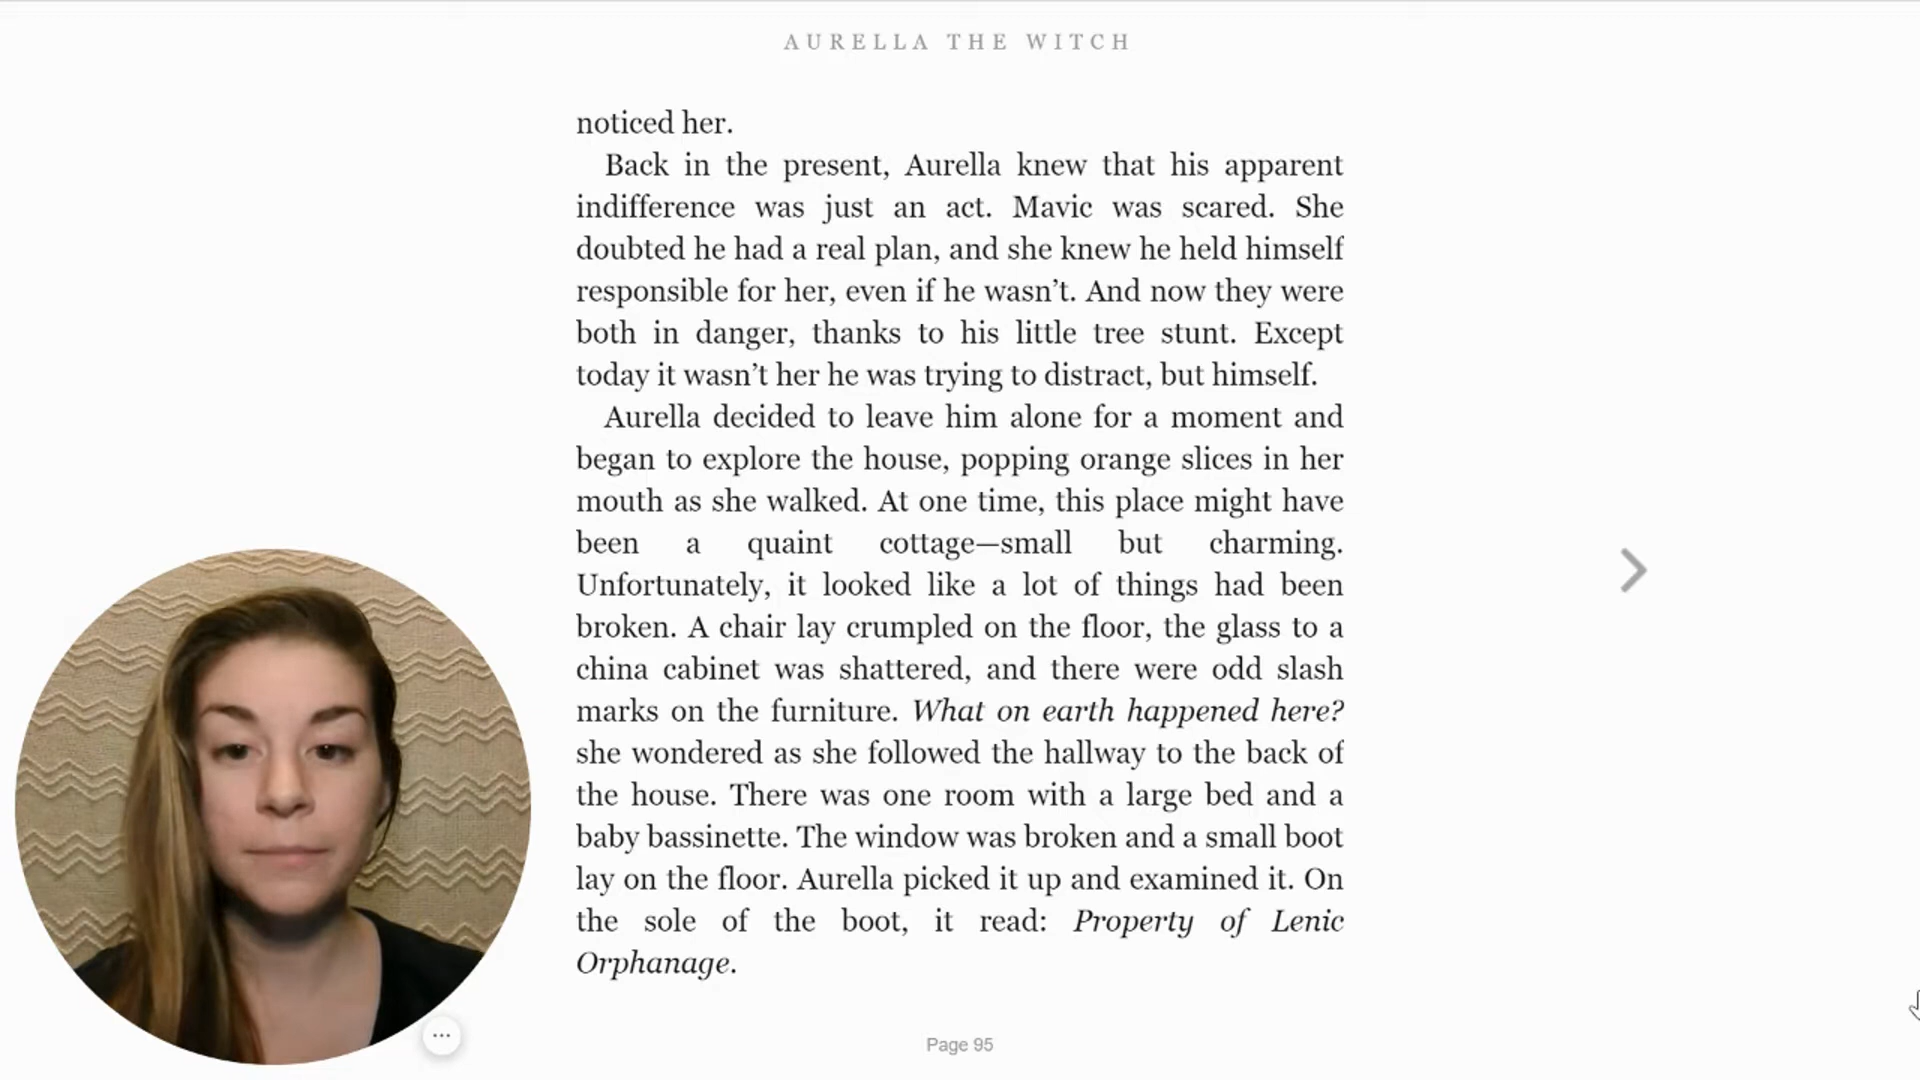 AURELLA THE WITCH
noticed her.
Back in the present, Aurella knew that his apparent
indifference was just an act. Mavic was scared. She
doubted he had a real plan, and she knew he held himself
responsible for her, even if he wasn’t. And now they were
both in danger, thanks to his little tree stunt. Except
today it wasn’t her he was trying to distract, but himself.
Aurella decided to leave him alone for a moment and
began to explore the house, popping orange slices in her
mouth as she walked. At one time, this place might have
been a quaint cottage—small but charming.
Unfortunately, it looked like a lot of things had been
broken. A chair lay crumpled on the floor, the glass to a
china cabinet was shattered, and there were odd slash
marks on the furniture. What on earth happened here?
she wondered as she followed the hallway to the back of
the house. There was one room with a large bed and a
baby bassinette. The window was broken and a small boot
lay on the floor. Aurella picked it up and examined it. On
the sole of the boot, it read: Property of Lenic
Orphanage.
Page 95